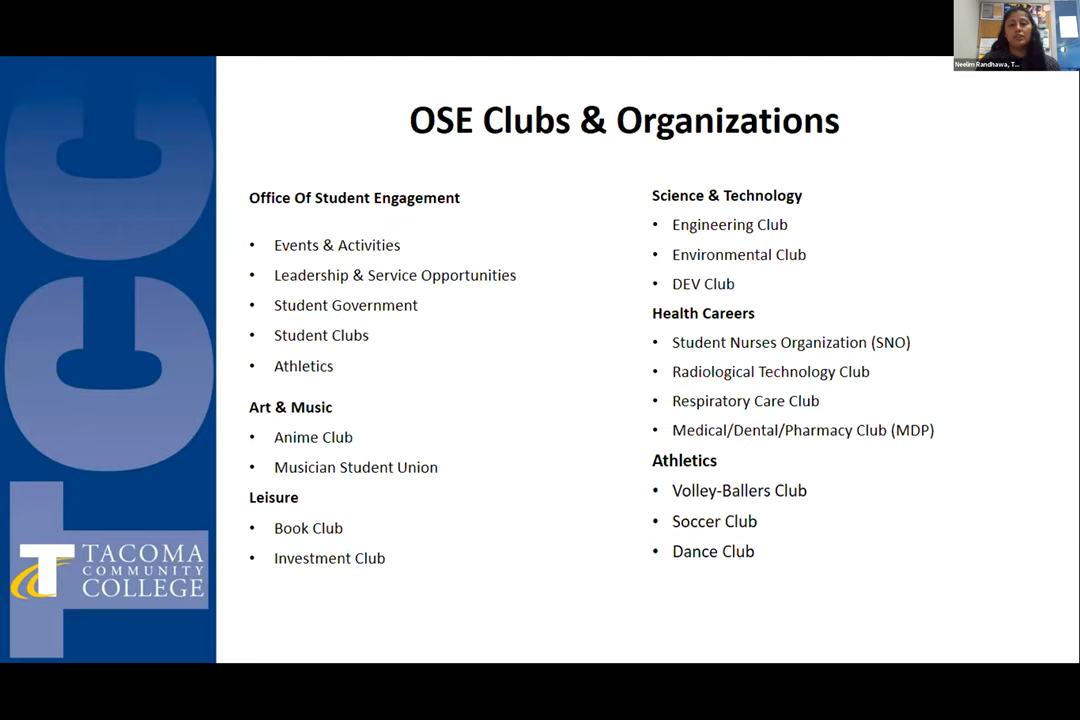 Neelim Randhawa, T...
OSE Clubs & Organizations
Office Of Student Engagement
• Events & Activities
• Leadership & Service Opportunities
• Student Government
• Student Clubs
• Athletics
Art & Music
• Anime Club
• Musician Student Union
Leisure
• Book Club
• Investment Club
Science & Technology
• Engineering Club
• Environmental Club
• DEV Club
Health Careers
• Student Nurses Organization (SNO)
• Radiological Technology Club
• Respiratory Care Club
• Medical/Dental/Pharmacy Club (MDP)
Athletics
• Volley-Ballers Club
• Soccer Club
• Dance Club
TCC
T TACOMA
COMMUNITY
COLLEGE